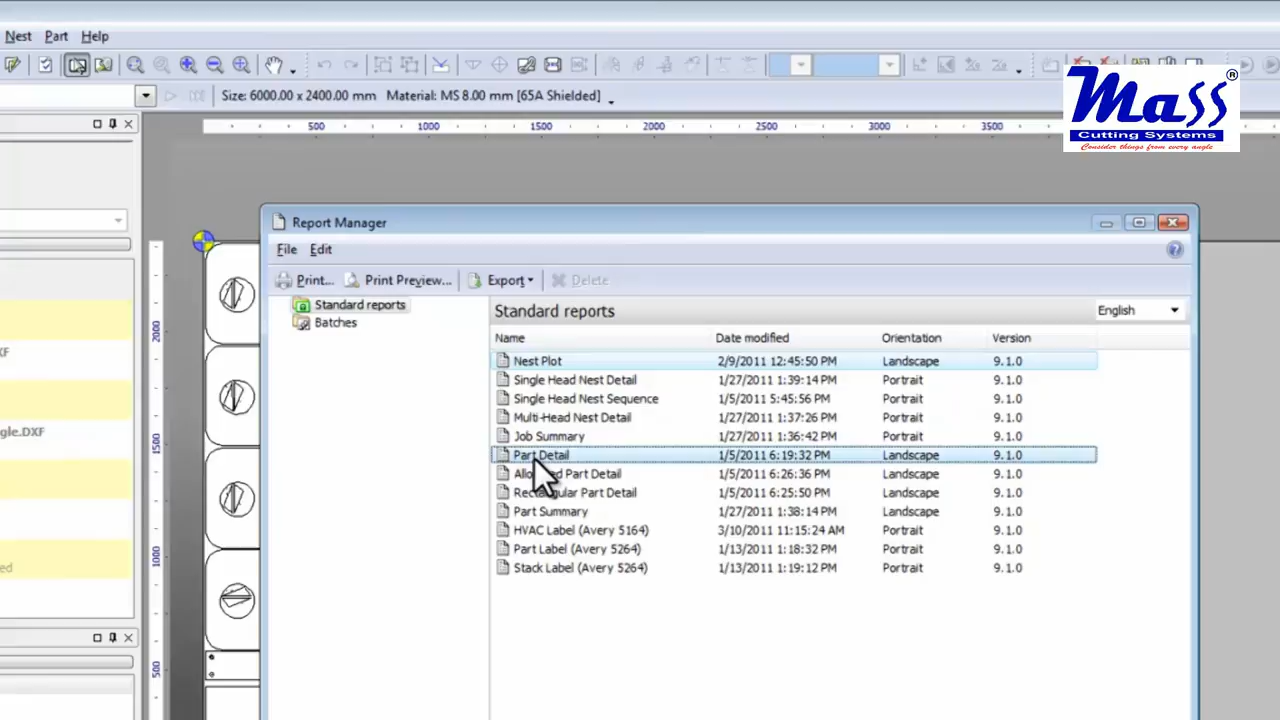 Nest Part Help
Size: 6000.00 x 2400.00 mm Material: MS 8.00 mm [65A Shielded]
Mass®
Cutting Systems
Consider things from every angle
500 1000 1500 2000 2500 3000 3500
Report Manager
File Edit
Print... Print Preview... Export Delete
Standard reports
Batches
Standard reports English
Name Date modified Orientation Version
Nest Plot 2/9/2011 12:45:50 PM Landscape 9.1.0
Single Head Nest Detail 1/27/2011 1:39:14 PM Portrait 9.1.0
Single Head Nest Sequence 1/5/2011 5:45:56 PM Portrait 9.1.0
Multi-Head Nest Detail 1/27/2011 1:37:26 PM Portrait 9.1.0
Job Summary 1/27/2011 1:36:42 PM Portrait 9.1.0
Part Detail 1/5/2011 6:19:32 PM Landscape 9.1.0
Part Detail 1/5/2011 6:26:36 PM Landscape 9.1.0
Rectangular Part Detail 1/5/2011 6:25:50 PM Landscape 9.1.0
Part Summary 1/27/2011 1:38:14 PM Landscape 9.1.0
HVAC Label (Avery 5164) 3/10/2011 11:15:24 AM Portrait 9.1.0
Part Label (Avery 5264) 1/13/2011 1:18:32 PM Portrait 9.1.0
Stack Label (Avery 5264) 1/13/2011 1:19:12 PM Portrait 9.1.0
2000
1500
1000
500
XF
gle.DXF
ed